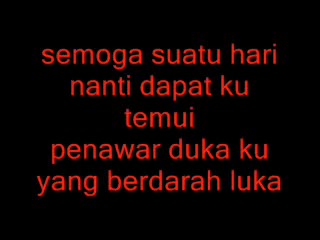 semoga suatu hari
nanti dapat ku
temui
penawar duka ku
yang berdarah luka